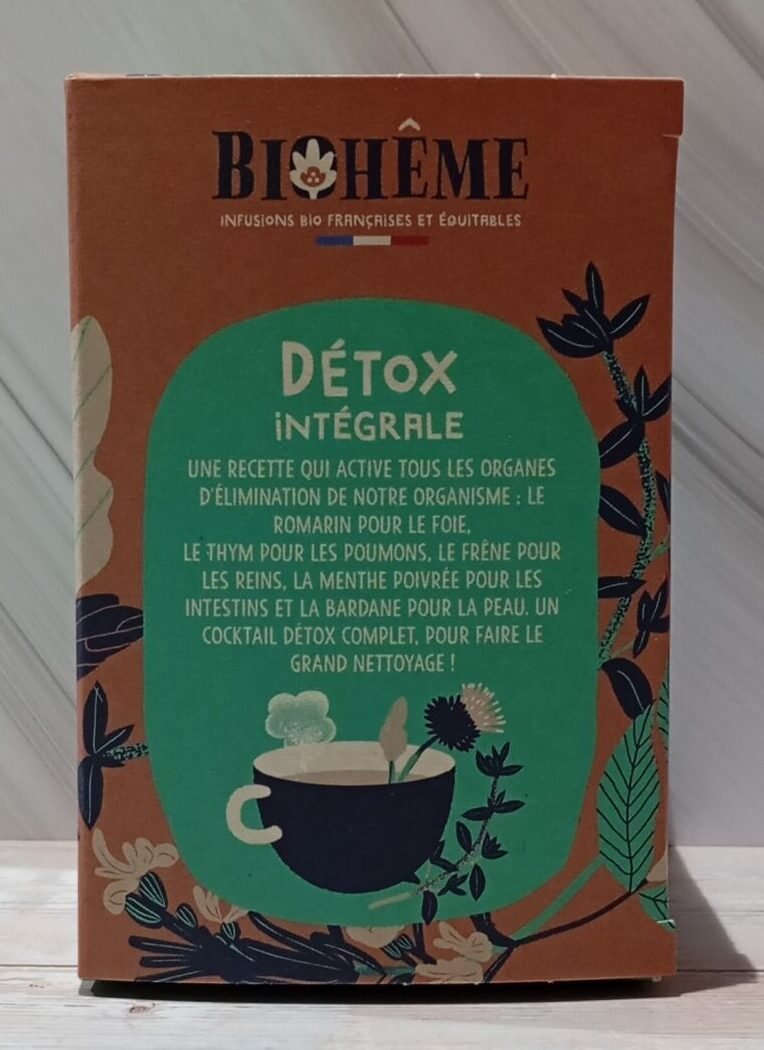 BIOHÊME
INFUSIONS BIO FRANÇAISES ET ÉQUITABLES
DÉTOX
INTÉGRALE
UNE RECETTE QUI ACTIVE TOUS LES ORGANES
D'ÉLIMINATION DE NOTRE ORGANISME : LE
ROMARIN POUR LE FOIE,
LE THYM POUR LES POUMONS, LE FRÊNE POUR
LES REINS, LA MENTHE POIVRÉE POUR LES
INTESTINS ET LA BARDANE POUR LA PEAU. UN
COCKTAIL DÉTOX COMPLET, POUR FAIRE LE
GRAND NETTOYAGE !